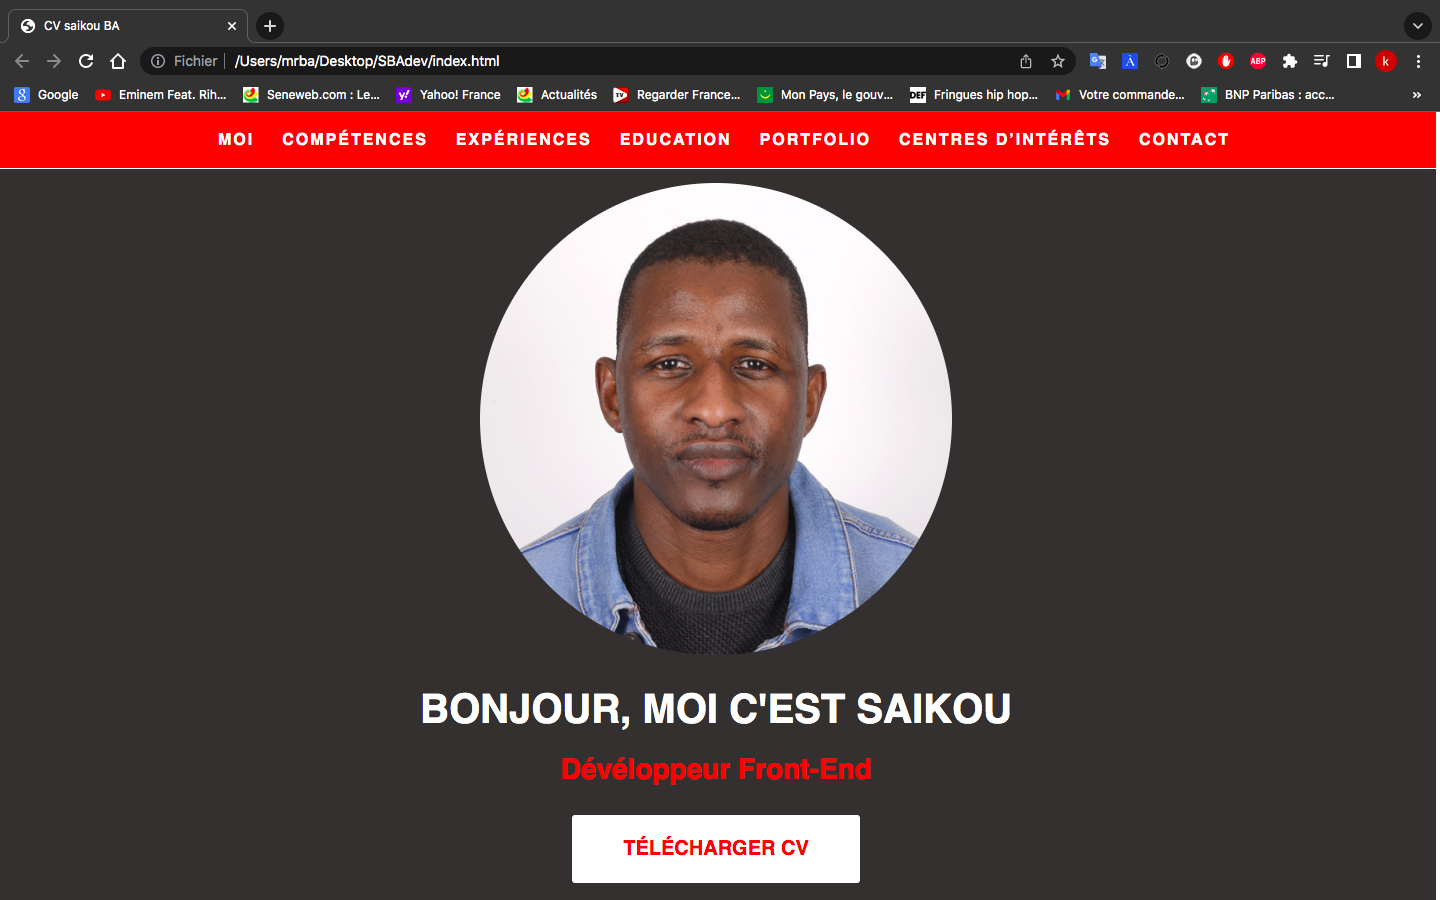 CV saikou BA
Fichier /Users/mrba/Desktop/SBAdev/index.html
ABP
k
Google
Eminem Feat. Rih...
Seneweb.com : Le...
Yahoo! France
Actualités
Regarder France...
Mon Pays, le gouv...
DEF Fringues hip hop...
Votre commande...
BNP Paribas : acc...
»
MOI COMPÉTENCES EXPÉRIENCES EDUCATION PORTFOLIO CENTRES D'INTÉRÊTS CONTACT
BONJOUR, MOI C'EST SAIKOU
Dévéloppeur Front-End
TÉLÉCHARGER CV